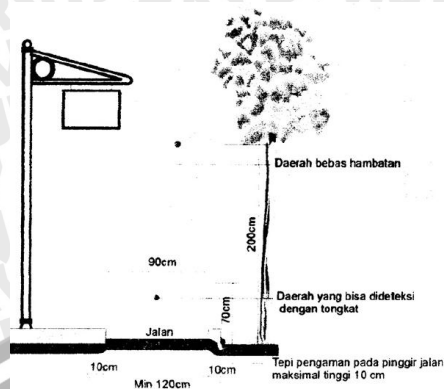 Daerah bebas hambatan
200cm
90cm
70cm
Daerah yang bisa dideteksi
dengan tongkat
Jalan
10cm
10cm
Min 120cm
Tepi pengaman pada pinggir jalan
maksimal tinggi 10 cm